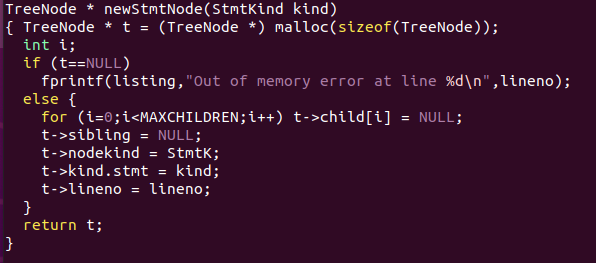 TreeNode * newStmtNode(StmtKind kind)
{ TreeNode * t = (TreeNode *) malloc(sizeof(TreeNode));
  int i;
  if (t==NULL)
    fprintf(listing,"Out of memory error at line %d\n",lineno);
  else {
    for (i=0;i<MAXCHILDREN;i++) t->child[i] = NULL;
    t->sibling = NULL;
    t->nodekind = StmtK;
    t->kind.stmt = kind;
    t->lineno = lineno;
  }
  return t;
}